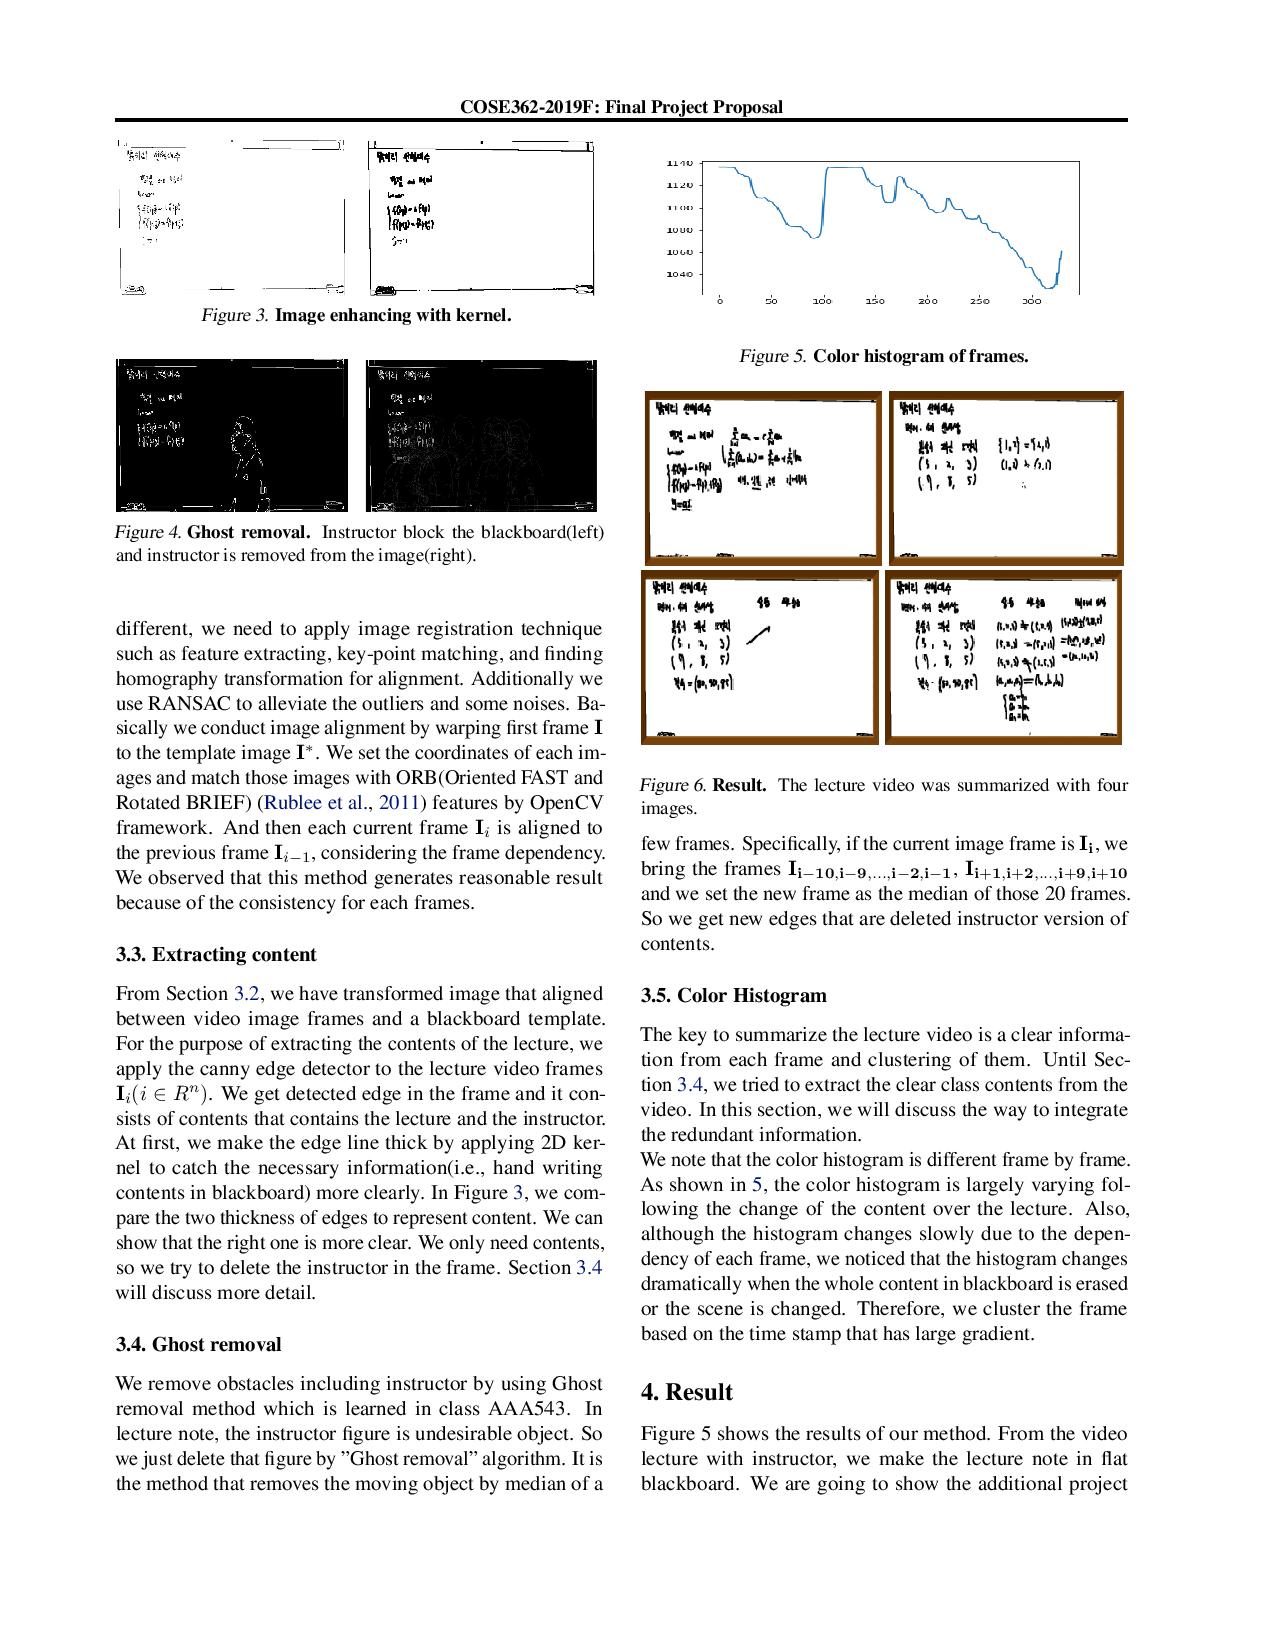 COSE362-2019F: Final Project Proposal
Figure 3. Image enhancing with kernel.
Figure 4. Ghost removal. Instructor block the blackboard(left)
and instructor is removed from the image(right).
different, we need to apply image registration technique
such as feature extracting, key-point matching, and finding
homography transformation for alignment. Additionally we
use RANSAC to alleviate the outliers and some noises. Ba-
sically we conduct image alignment by warping first frame I
to the template image I*. We set the coordinates of each im-
ages and match those images with ORB(Oriented FAST and
Rotated BRIEF) (Rublee et al., 2011) features by OpenCV
framework. And then each current frame Iᵢ is aligned to
the previous frame Iᵢ₋₁, considering the frame dependency.
We observed that this method generates reasonable result
because of the consistency for each frames.
3.3. Extracting content
From Section 3.2, we have transformed image that aligned
between video image frames and a blackboard template.
For the purpose of extracting the contents of the lecture, we
apply the canny edge detector to the lecture video frames
Iᵢ(i ∈ Rⁿ). We get detected edge in the frame and it con-
sists of contents that contains the lecture and the instructor.
At first, we make the edge line thick by applying 2D ker-
nel to catch the necessary information(i.e., hand writing
contents in blackboard) more clearly. In Figure 3, we com-
pare the two thickness of edges to represent content. We can
show that the right one is more clear. We only need contents,
so we try to delete the instructor in the frame. Section 3.4
will discuss more detail.
3.4. Ghost removal
We remove obstacles including instructor by using Ghost
removal method which is learned in class AAA543. In
lecture note, the instructor figure is undesirable object. So
we just delete that figure by ”Ghost removal” algorithm. It is
the method that removes the moving object by median of a
1140
1120
1100
1080
1060
1040
0 50 100 150 200 250 300
Figure 5. Color histogram of frames.
Figure 6. Result. The lecture video was summarized with four
images.
few frames. Specifically, if the current image frame is Iᵢ, we
bring the frames I_{i−10,i−9,...,i−2,i−1}, I_{i+1,i+2,...,i+9,i+10}
and we set the new frame as the median of those 20 frames.
So we get new edges that are deleted instructor version of
contents.
3.5. Color Histogram
The key to summarize the lecture video is a clear informa-
tion from each frame and clustering of them. Until Sec-
tion 3.4, we tried to extract the clear class contents from the
video. In this section, we will discuss the way to integrate
the redundant information.
We note that the color histogram is different frame by frame.
As shown in 5, the color histogram is largely varying fol-
lowing the change of the content over the lecture. Also,
although the histogram changes slowly due to the depen-
dency of each frame, we noticed that the histogram changes
dramatically when the whole content in blackboard is erased
or the scene is changed. Therefore, we cluster the frame
based on the time stamp that has large gradient.
4. Result
Figure 5 shows the results of our method. From the video
lecture with instructor, we make the lecture note in flat
blackboard. We are going to show the additional project